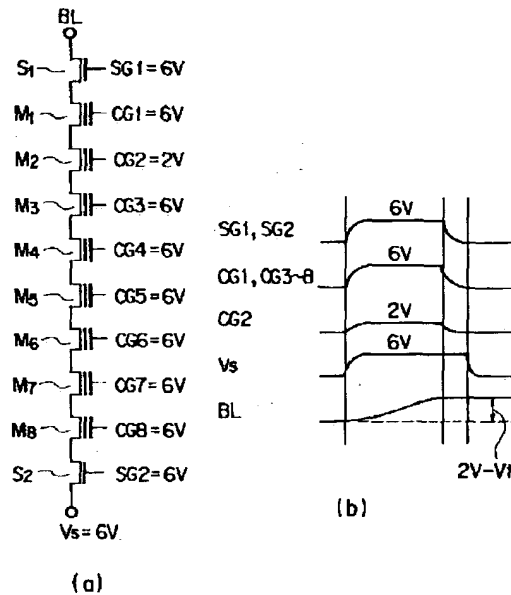 BL
S1 SG1=6V
M1 CG1=6V
M2 CG2=2V
M3 CG3=6V
M4 CG4=6V
M5 CG5=6V
M6 CG6=6V
M7 CG7=6V
M8 CG8=6V
S2 SG2=6V
Vs=6V
(a)
6V
SG1, SG2
6V
CG1, CG3~8
2V
CG2
6V
Vs
BL
2V-Vt
(b)